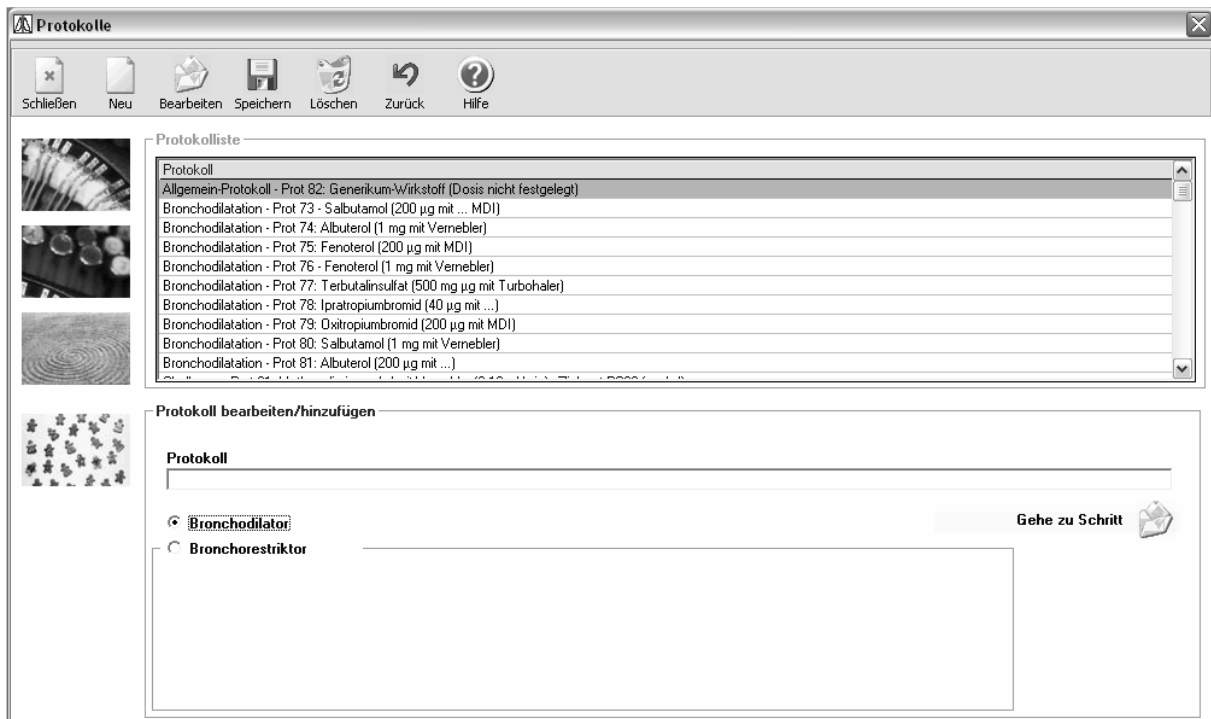 Protokolle
Schließen Neu Bearbeiten Speichern Löschen Zurück Hilfe
Protokolliste
Protokoll
Allgemein-Protokoll - Prot 82: Generikum-Wirkstoff (Dosis nicht festgelegt)
Bronchodilatation - Prot 73 - Salbutamol (200 µg mit ... MDI)
Bronchodilatation - Prot 74: Albuterol (1 mg mit Vernebler)
Bronchodilatation - Prot 75: Fenoterol (200 µg mit MDI)
Bronchodilatation - Prot 76 - Fenoterol (1 mg mit Vernebler)
Bronchodilatation - Prot 77: Terbutalinsulfat (500 mg µg mit Turbohaler)
Bronchodilatation - Prot 78: Ipratropiumbromid (40 µg mit ...)
Bronchodilatation - Prot 79: Oxitropiumbromid (200 µg mit MDI)
Bronchodilatation - Prot 80: Salbutamol (1 mg mit Vernebler)
Bronchodilatation - Prot 81: Albuterol (200 µg mit ...)
Protokoll bearbeiten/hinzufügen
Protokoll
Bronchodilator
Gehe zu Schritt
Bronchorestriktor